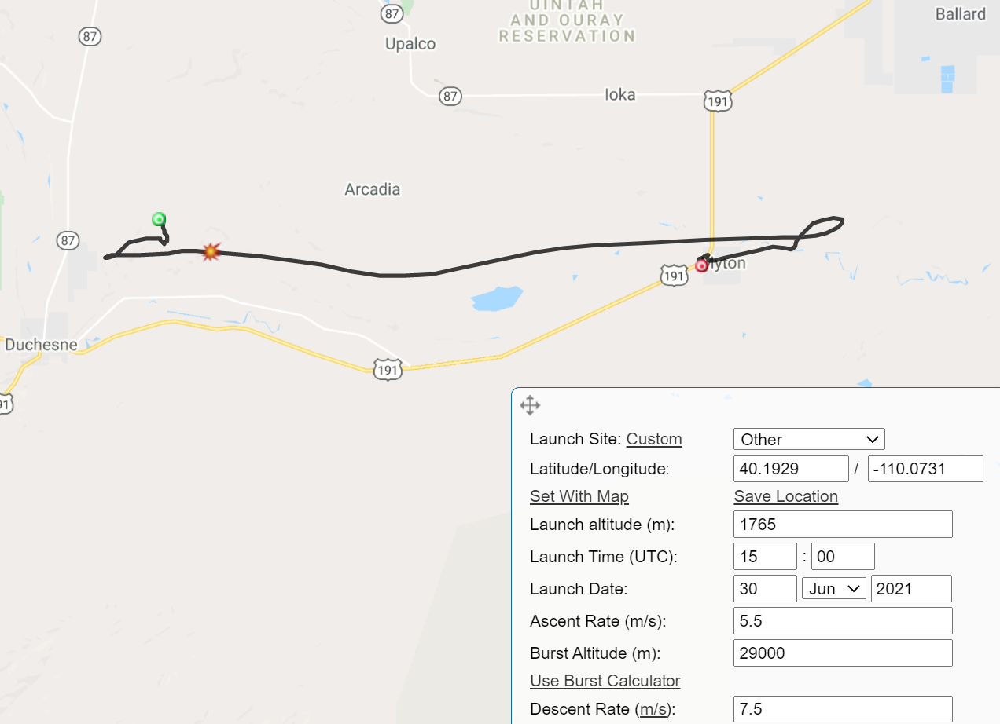 UINTAH
AND OURAY
RESERVATION
87
Ballard
87
Upalco
87
Ioka
191
Arcadia
87
191
Duchesne
191
Launch Site: Custom Other
Latitude/Longitude: 40.1929 / -110.0731
Set With Map Save Location
Launch altitude (m): 1765
Launch Time (UTC): 15 : 00
Launch Date: 30 Jun 2021
Ascent Rate (m/s): 5.5
Burst Altitude (m): 29000
Use Burst Calculator
Descent Rate (m/s): 7.5